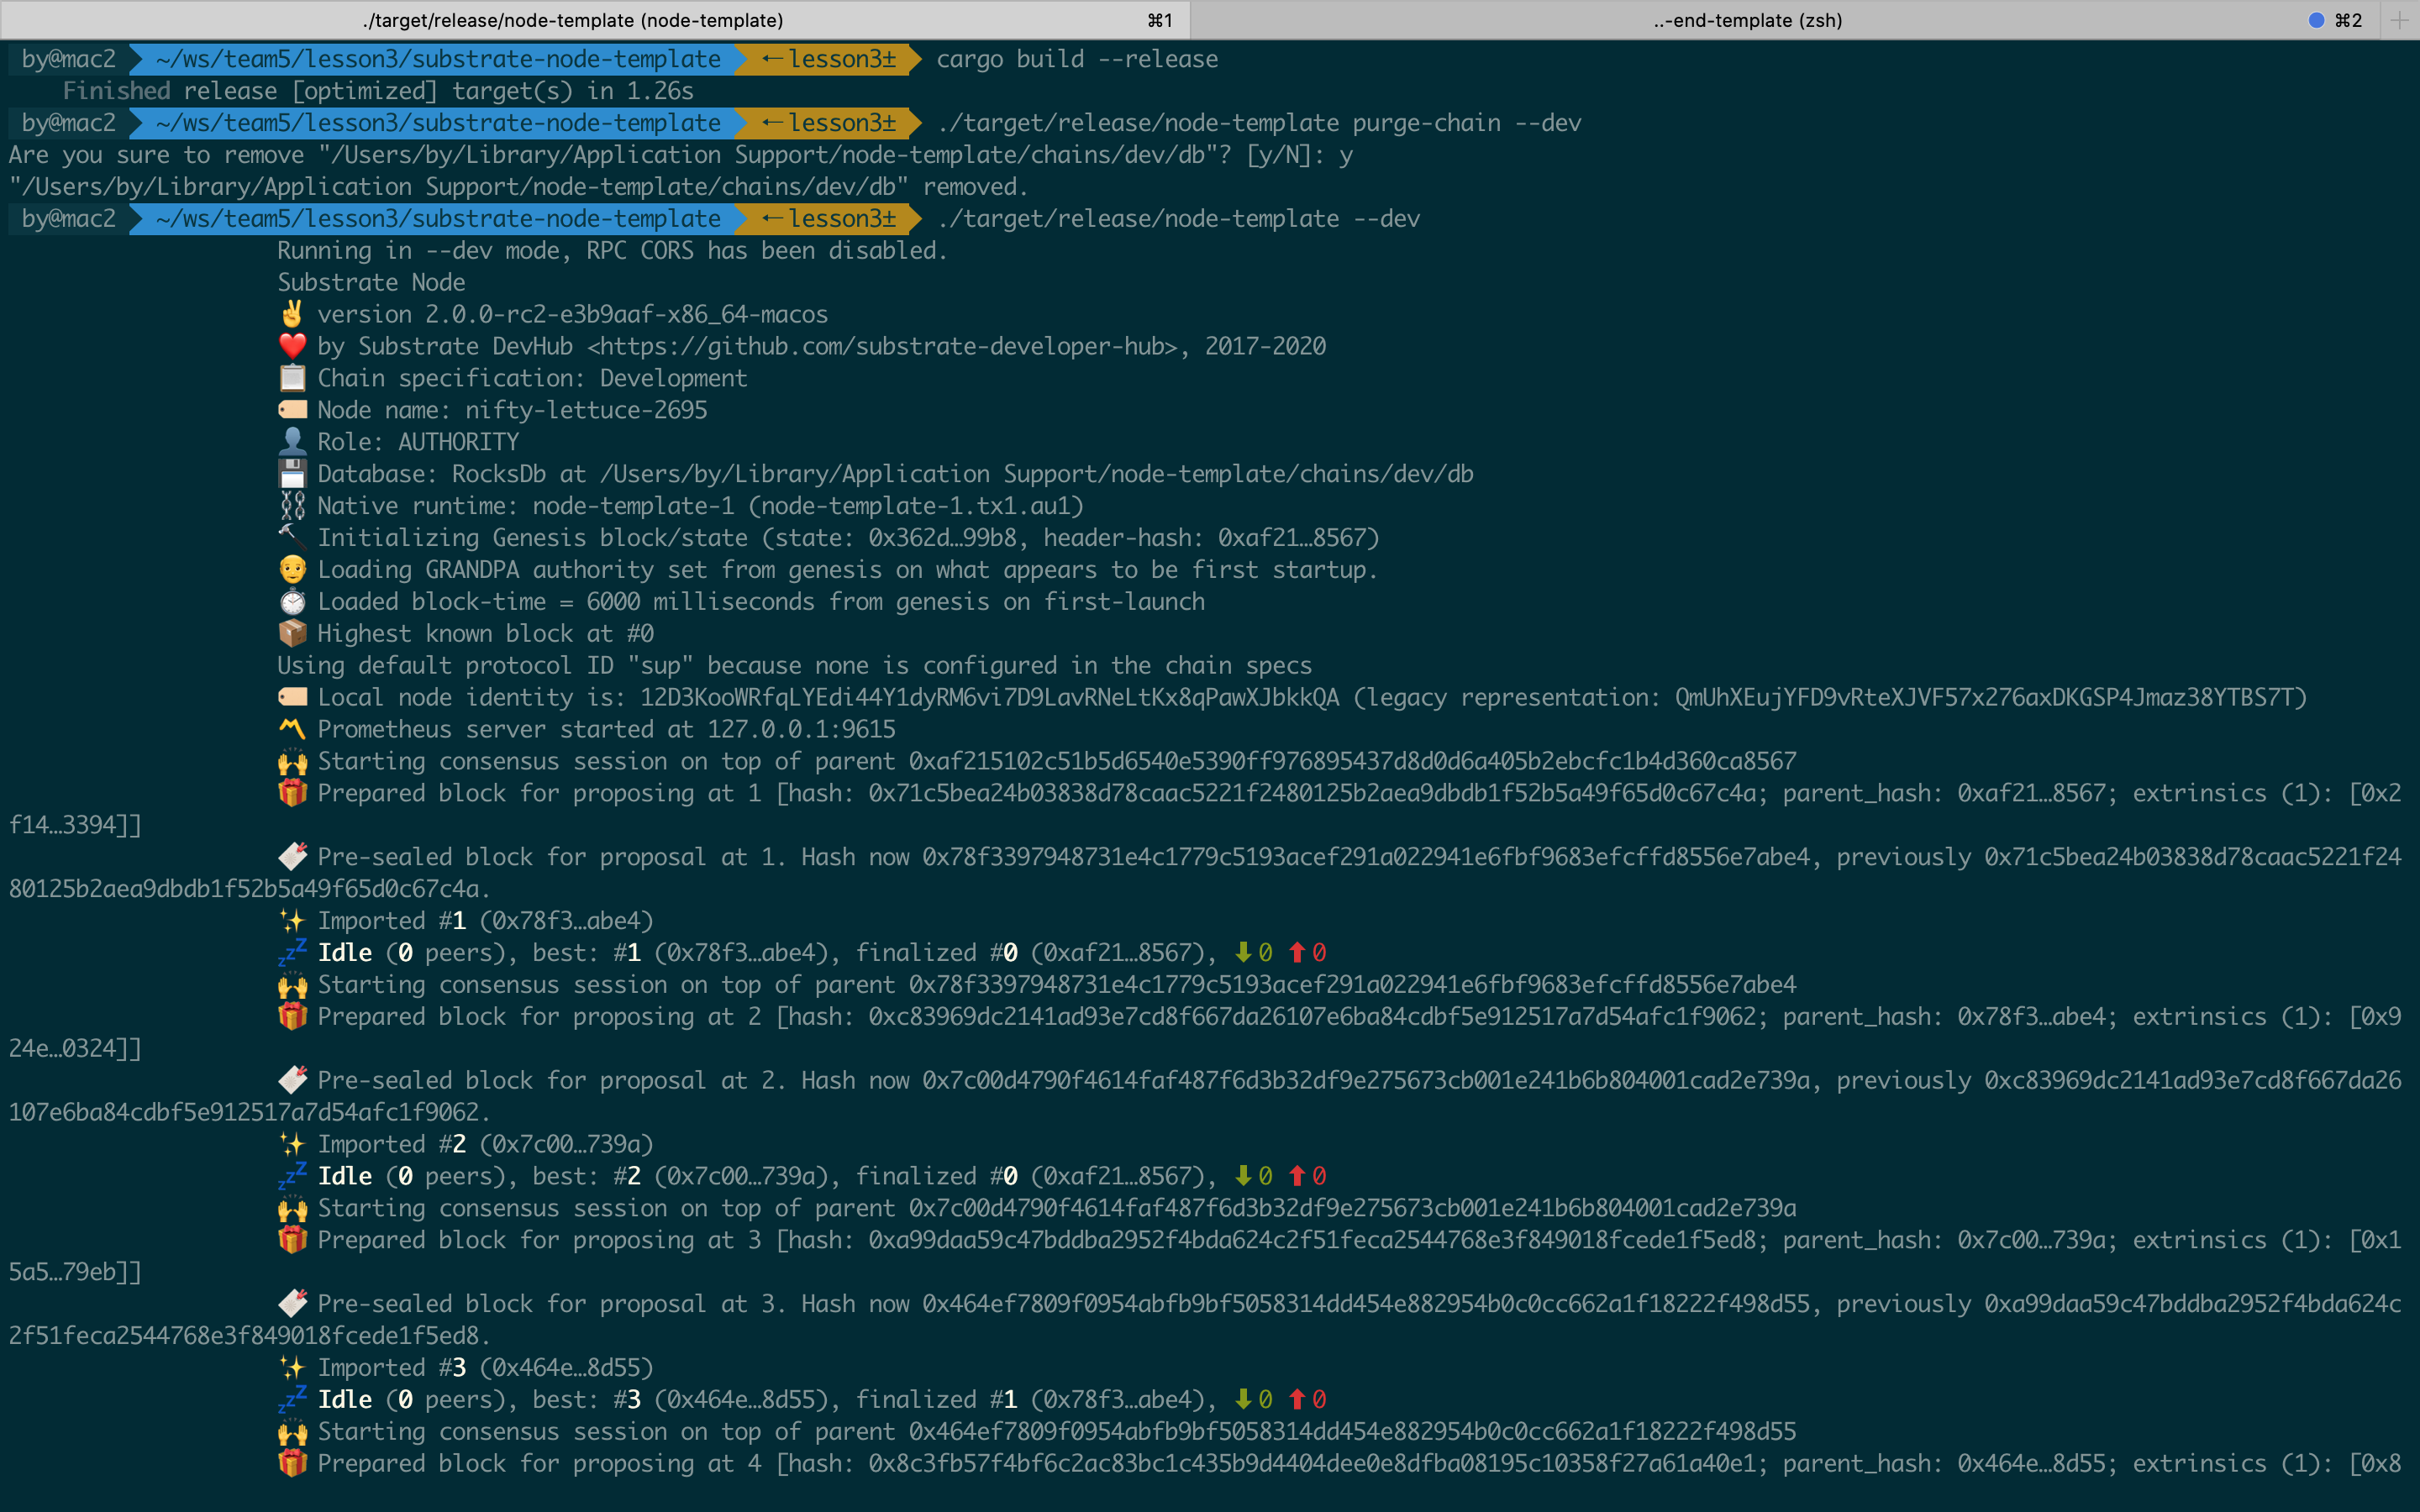 ./target/release/node-template (node-template) ⌘1 ..-end-template (zsh) ⌘2
by@mac2 ~/ws/team5/lesson3/substrate-node-template ←lesson3± cargo build --release
Finished release [optimized] target(s) in 1.26s
by@mac2 ~/ws/team5/lesson3/substrate-node-template ←lesson3± ./target/release/node-template purge-chain --dev
Are you sure to remove "/Users/by/Library/Application Support/node-template/chains/dev/db"? [y/N]: y
"/Users/by/Library/Application Support/node-template/chains/dev/db" removed.
by@mac2 ~/ws/team5/lesson3/substrate-node-template ←lesson3± ./target/release/node-template --dev
Running in --dev mode, RPC CORS has been disabled.
Substrate Node
✌️ version 2.0.0-rc2-e3b9aaf-x86_64-macos
❤️ by Substrate DevHub <https://github.com/substrate-developer-hub>, 2017-2020
📋 Chain specification: Development
🏷 Node name: nifty-lettuce-2695
👤 Role: AUTHORITY
💾 Database: RocksDb at /Users/by/Library/Application Support/node-template/chains/dev/db
⛓ Native runtime: node-template-1 (node-template-1.tx1.au1)
🔨 Initializing Genesis block/state (state: 0x362d…99b8, header-hash: 0xaf21…8567)
👴 Loading GRANDPA authority set from genesis on what appears to be first startup.
⏱ Loaded block-time = 6000 milliseconds from genesis on first-launch
📦 Highest known block at #0
Using default protocol ID "sup" because none is configured in the chain specs
🏷 Local node identity is: 12D3KooWRfqLYEdi44Y1dyRM6vi7D9LavRNeLtKx8qPawXJbkkQA (legacy representation: QmUhXEujYFD9vRteXJVF57x276axDKGSP4Jmaz38YTBS7T)
〽️ Prometheus server started at 127.0.0.1:9615
🙌 Starting consensus session on top of parent 0xaf215102c51b5d6540e5390ff976895437d8d0d6a405b2ebcfc1b4d360ca8567
🎁 Prepared block for proposing at 1 [hash: 0x71c5bea24b03838d78caac5221f2480125b2aea9dbdb1f52b5a49f65d0c67c4a; parent_hash: 0xaf21…8567; extrinsics (1): [0x2
f14…3394]]
🔖 Pre-sealed block for proposal at 1. Hash now 0x78f3397948731e4c1779c5193acef291a022941e6fbf9683efcffd8556e7abe4, previously 0x71c5bea24b03838d78caac5221f24
80125b2aea9dbdb1f52b5a49f65d0c67c4a.
✨ Imported #1 (0x78f3…abe4)
💤 Idle (0 peers), best: #1 (0x78f3…abe4), finalized #0 (0xaf21…8567), ⬇ 0 ⬆ 0
🙌 Starting consensus session on top of parent 0x78f3397948731e4c1779c5193acef291a022941e6fbf9683efcffd8556e7abe4
🎁 Prepared block for proposing at 2 [hash: 0xc83969dc2141ad93e7cd8f667da26107e6ba84cdbf5e912517a7d54afc1f9062; parent_hash: 0x78f3…abe4; extrinsics (1): [0x9
24e…0324]]
🔖 Pre-sealed block for proposal at 2. Hash now 0x7c00d4790f4614faf487f6d3b32df9e275673cb001e241b6b804001cad2e739a, previously 0xc83969dc2141ad93e7cd8f667da26
107e6ba84cdbf5e912517a7d54afc1f9062.
✨ Imported #2 (0x7c00…739a)
💤 Idle (0 peers), best: #2 (0x7c00…739a), finalized #0 (0xaf21…8567), ⬇ 0 ⬆ 0
🙌 Starting consensus session on top of parent 0x7c00d4790f4614faf487f6d3b32df9e275673cb001e241b6b804001cad2e739a
🎁 Prepared block for proposing at 3 [hash: 0xa99daa59c47bddba2952f4bda624c2f51feca2544768e3f849018fcede1f5ed8; parent_hash: 0x7c00…739a; extrinsics (1): [0x1
5a5…79eb]]
🔖 Pre-sealed block for proposal at 3. Hash now 0x464ef7809f0954abfb9bf5058314dd454e882954b0c0cc662a1f18222f498d55, previously 0xa99daa59c47bddba2952f4bda624c
2f51feca2544768e3f849018fcede1f5ed8.
✨ Imported #3 (0x464e…8d55)
💤 Idle (0 peers), best: #3 (0x464e…8d55), finalized #1 (0x78f3…abe4), ⬇ 0 ⬆ 0
🙌 Starting consensus session on top of parent 0x464ef7809f0954abfb9bf5058314dd454e882954b0c0cc662a1f18222f498d55
🎁 Prepared block for proposing at 4 [hash: 0x8c3fb57f4bf6c2ac83bc1c435b9d4404dee0e8dfba08195c10358f27a61a40e1; parent_hash: 0x464e…8d55; extrinsics (1): [0x8